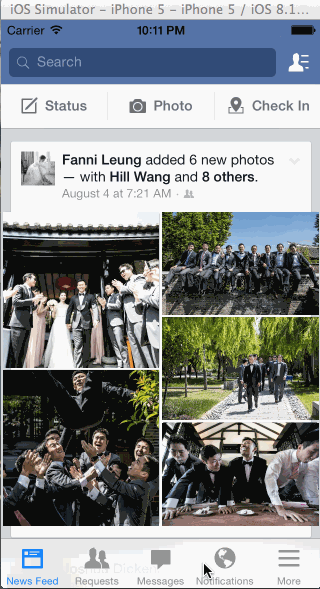 iOS Simulator – iPhone 5 – iPhone 5 / iOS 8.1...
Carrier 10:11 PM
Search
Status Photo Check In
Fanni Leung added 6 new photos
— with Hill Wang and 8 others.
August 4 at 7:21 AM ·
News Feed Requests Messages Notifications More